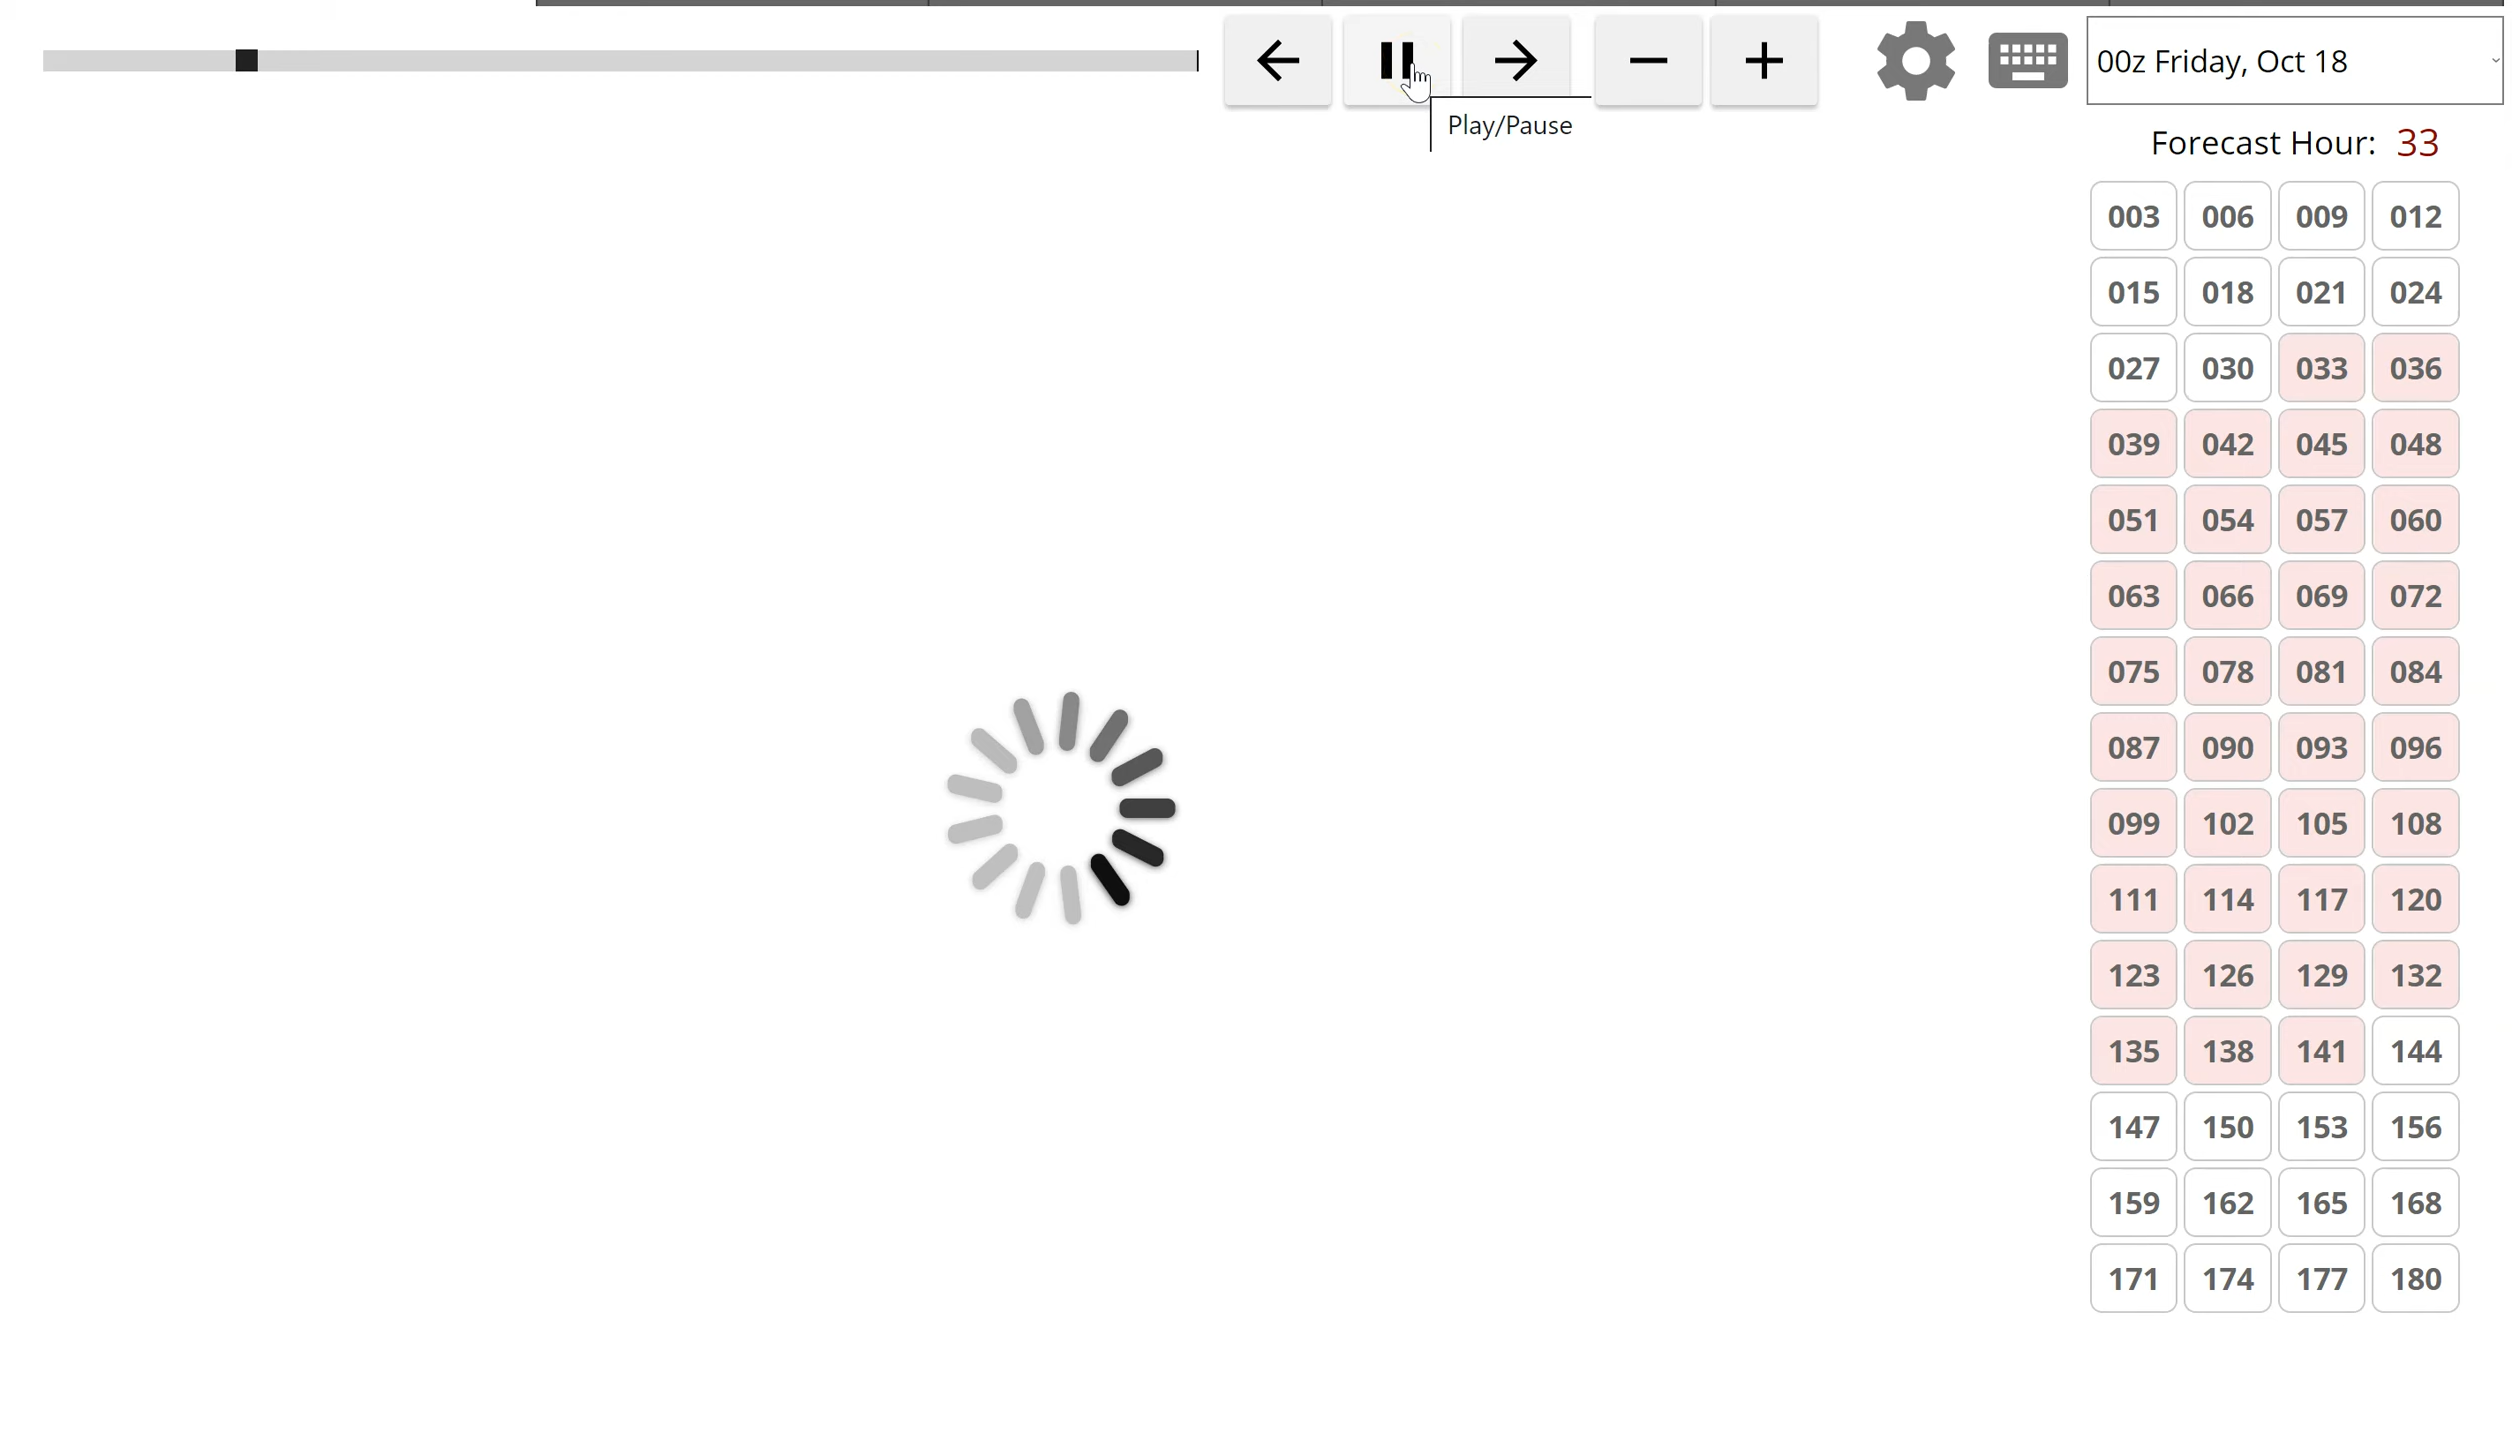 00z Friday, Oct 18
Play/Pause
Forecast Hour: 33
003 006 009 012
015 018 021 024
027 030 033 036
039 042 045 048
051 054 057 060
063 066 069 072
075 078 081 084
087 090 093 096
099 102 105 108
111 114 117 120
123 126 129 132
135 138 141 144
147 150 153 156
159 162 165 168
171 174 177 180